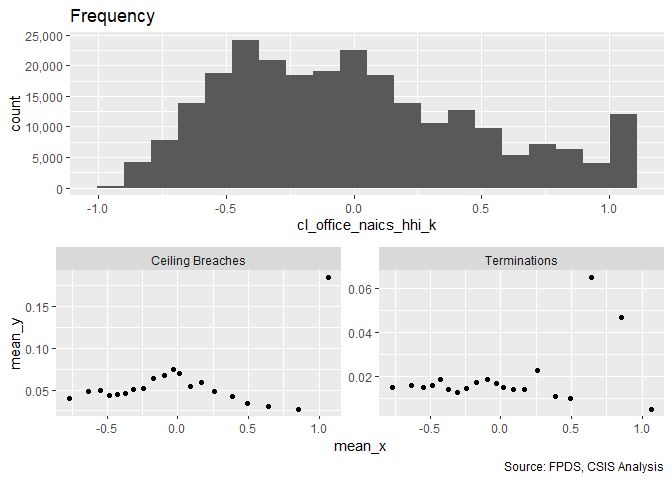 Frequency
25,000
20,000
15,000
10,000
5,000
0
count
-1.0 -0.5 0.0 0.5 1.0
cl_office_naics_hhi_k
Ceiling Breaches Terminations
0.15
0.10
0.05
mean_y
0.06
0.04
0.02
-0.5 0.0 0.5 1.0 -0.5 0.0 0.5 1.0
mean_x
Source: FPDS, CSIS Analysis